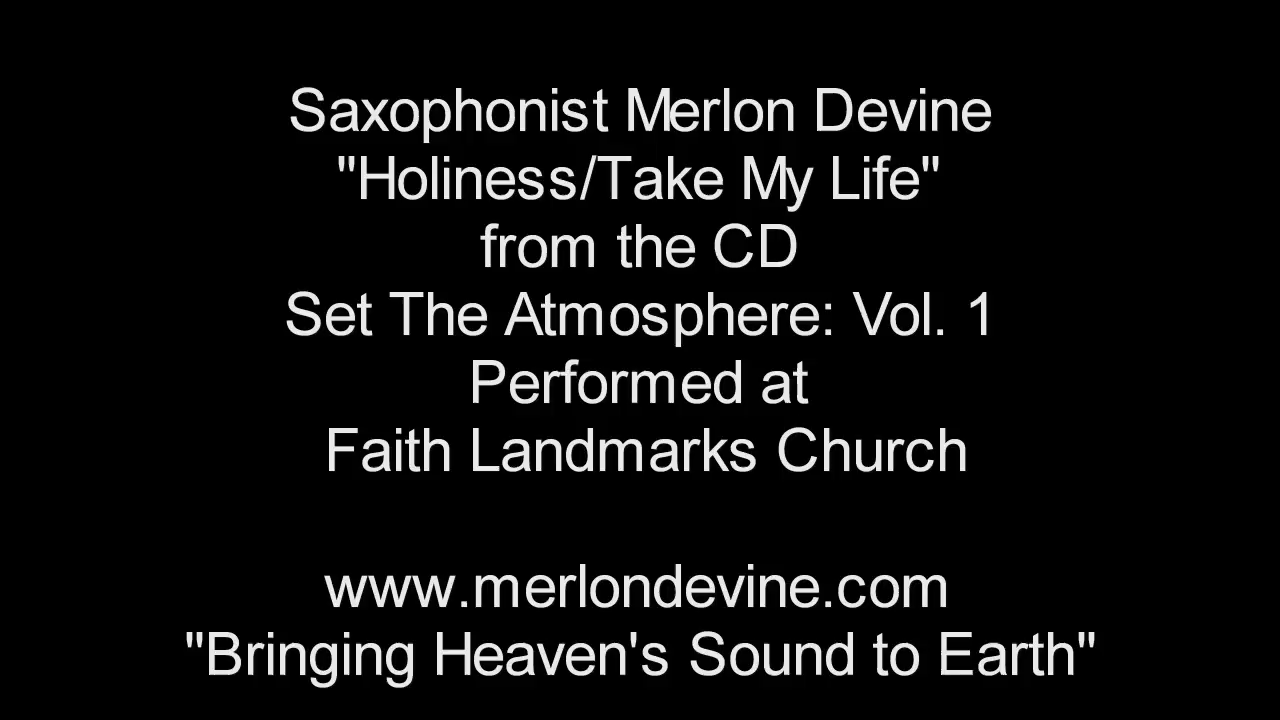 Saxophonist Merlon Devine
"Holiness/Take My Life"
from the CD
Set The Atmosphere: Vol. 1
Performed at
Faith Landmarks Church
www.merlondevine.com
"Bringing Heaven's Sound to Earth"